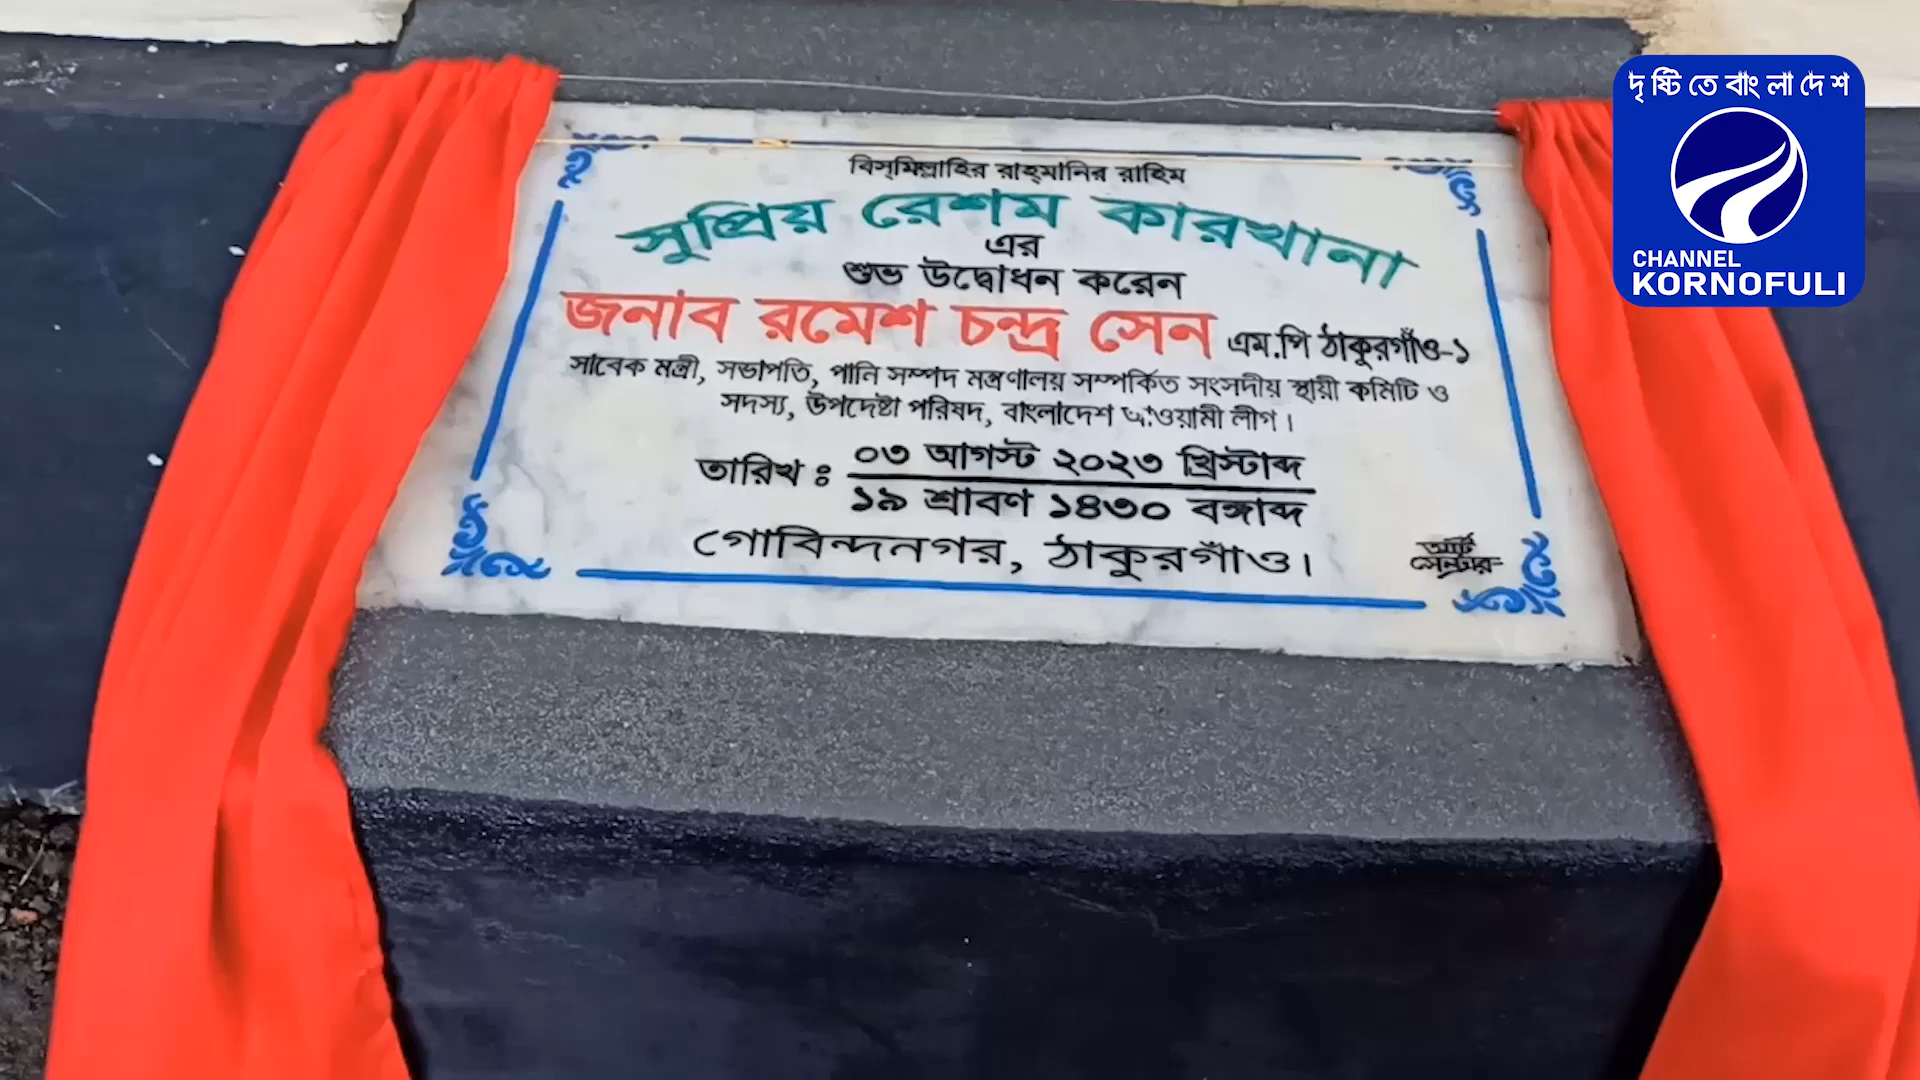 বিস্‌মিল্লাহির রাহ্‌মানির রাহিম
সুপ্রিয় রেশম কারখানা
এর
শুভ উদ্বোধন করেন
জনাব রমেশ চন্দ্র সেন এম.পি ঠাকুরগাঁও-১
সাবেক মন্ত্রী, সভাপতি, পানি সম্পদ মন্ত্রণালয় সম্পর্কিত সংসদীয় স্থায়ী কমিটি ও
সদস্য, উপদেষ্টা পরিষদ, বাংলাদেশ আওয়ামী লীগ।
তারিখ ঃ ০৩ আগস্ট ২০২৩ খ্রিস্টাব্দ
১৯ শ্রাবণ ১৪৩০ বঙ্গাব্দ
গোবিন্দনগর, ঠাকুরগাঁও।
আর্ট
সেন্টার
দৃষ্টিতে বাংলাদেশ
CHANNEL
KORNOFULI